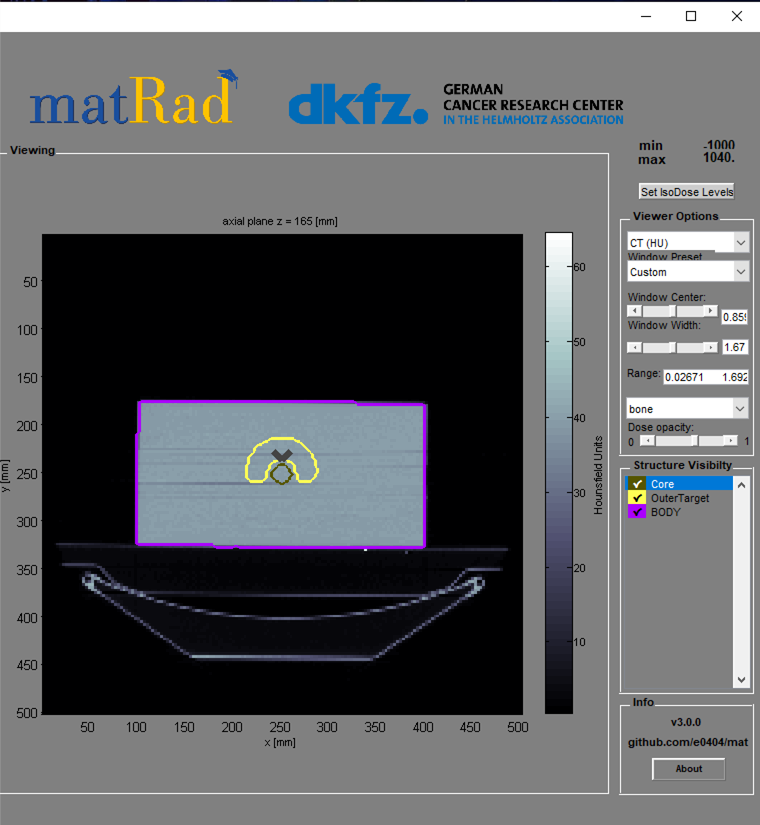 matRad
dkfz.
GERMAN
CANCER RESEARCH CENTER
IN THE HELMHOLTZ ASSOCIATION
Viewing
min -1000
max 1040.
Set IsoDose Levels
Viewer Options
CT (HU)
Window Preset
Custom
Window Center:
0.859
Window Width:
1.67
Range: 0.02671 1.692
bone
Dose opacity:
0 1
Structure Visibilty
Core
OuterTarget
BODY
Info
v3.0.0
github.com/e0404/mat
About
axial plane z = 165 [mm]
50
100
150
200
250
300
350
400
450
500
y [mm]
50 100 150 200 250 300 350 400 450 500
x [mm]
60
50
40
30
20
10
Hounsfield Units